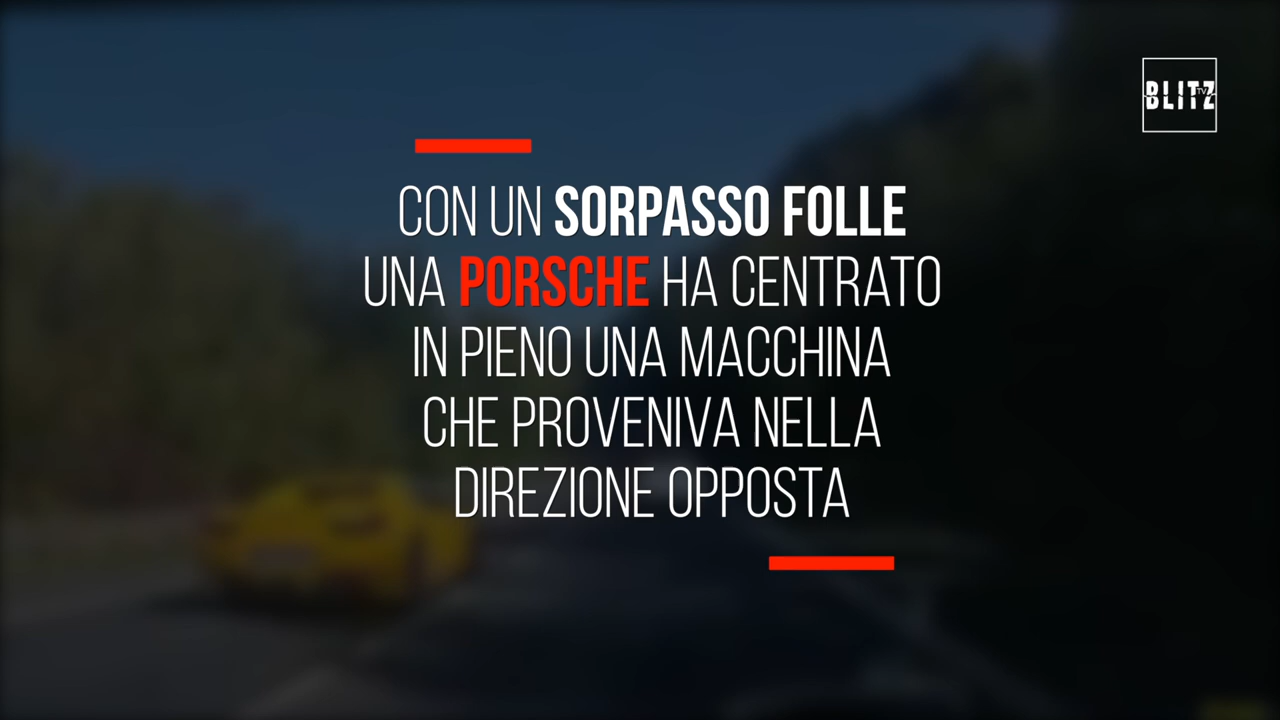 BLITZ
TV
CON UN SORPASSO FOLLE
UNA PORSCHE HA CENTRATO
IN PIENO UNA MACCHINA
CHE PROVENIVA NELLA
DIREZIONE OPPOSTA